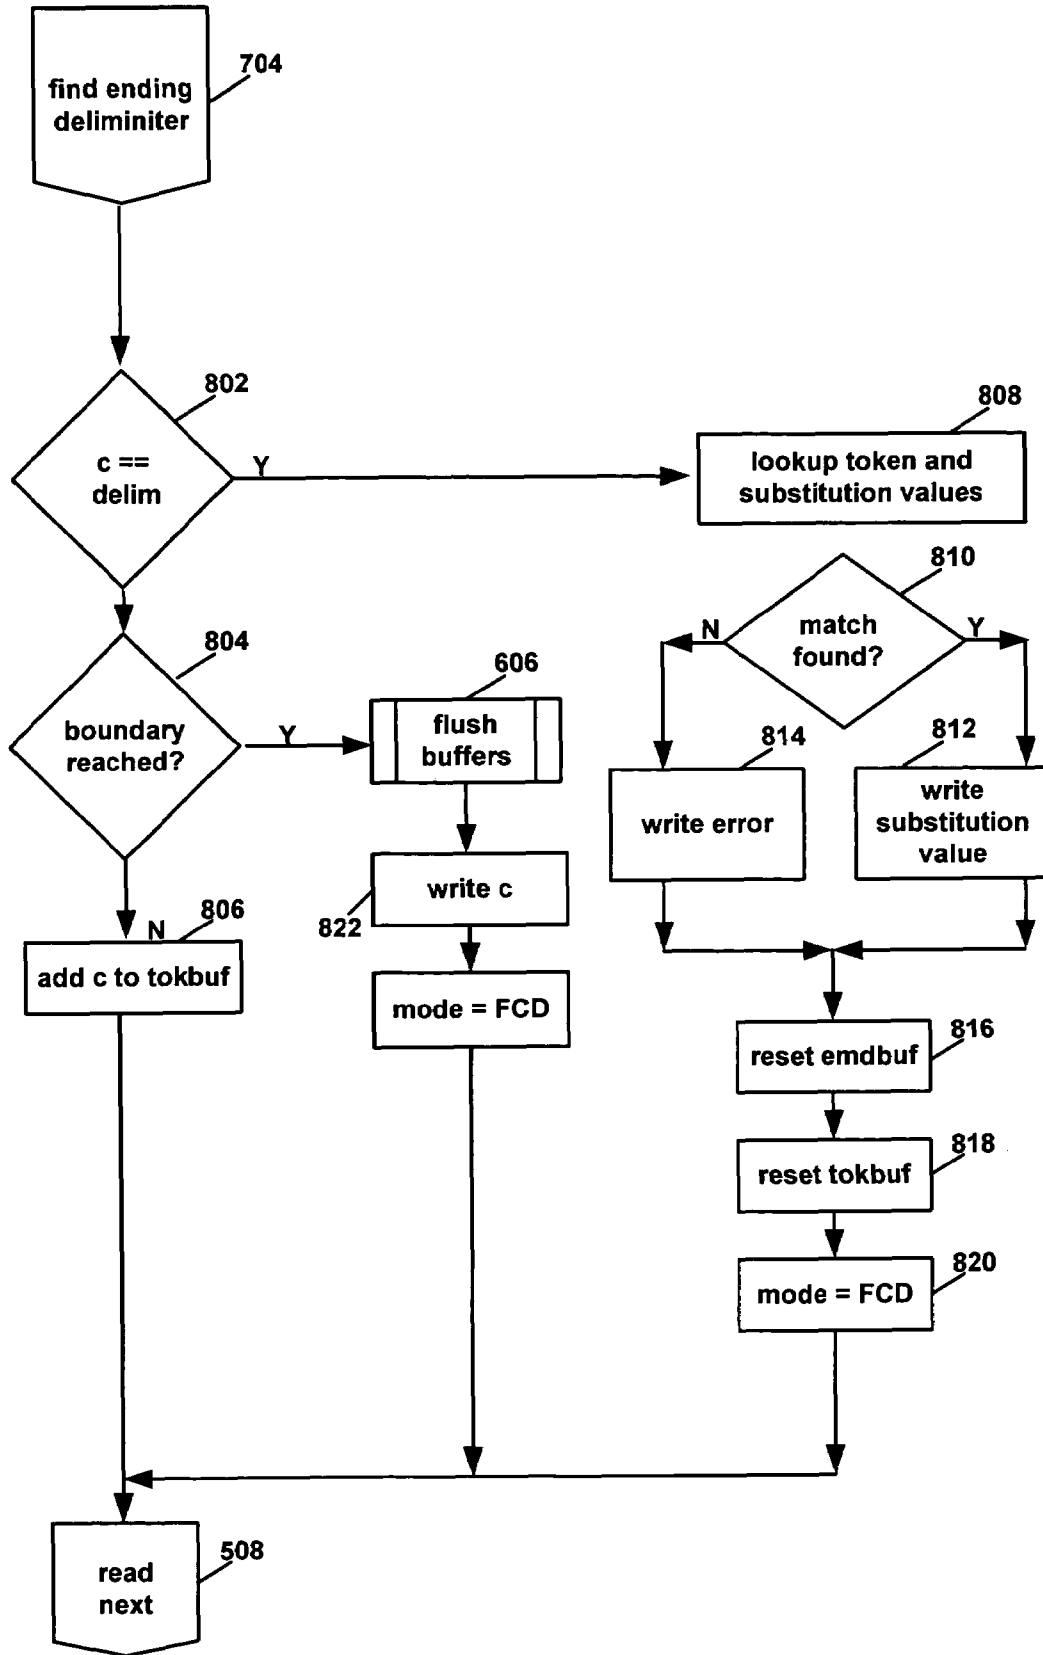 704
find ending
deliminiter
802
c ==
delim
Y
808
lookup token and
substitution values
810
match
found?
N
Y
804
boundary
reached?
Y
606
flush
buffers
814
write error
812
write
substitution
value
822
write c
806
N
add c to tokbuf
mode = FCD
816
reset emdbuf
818
reset tokbuf
820
mode = FCD
508
read
next